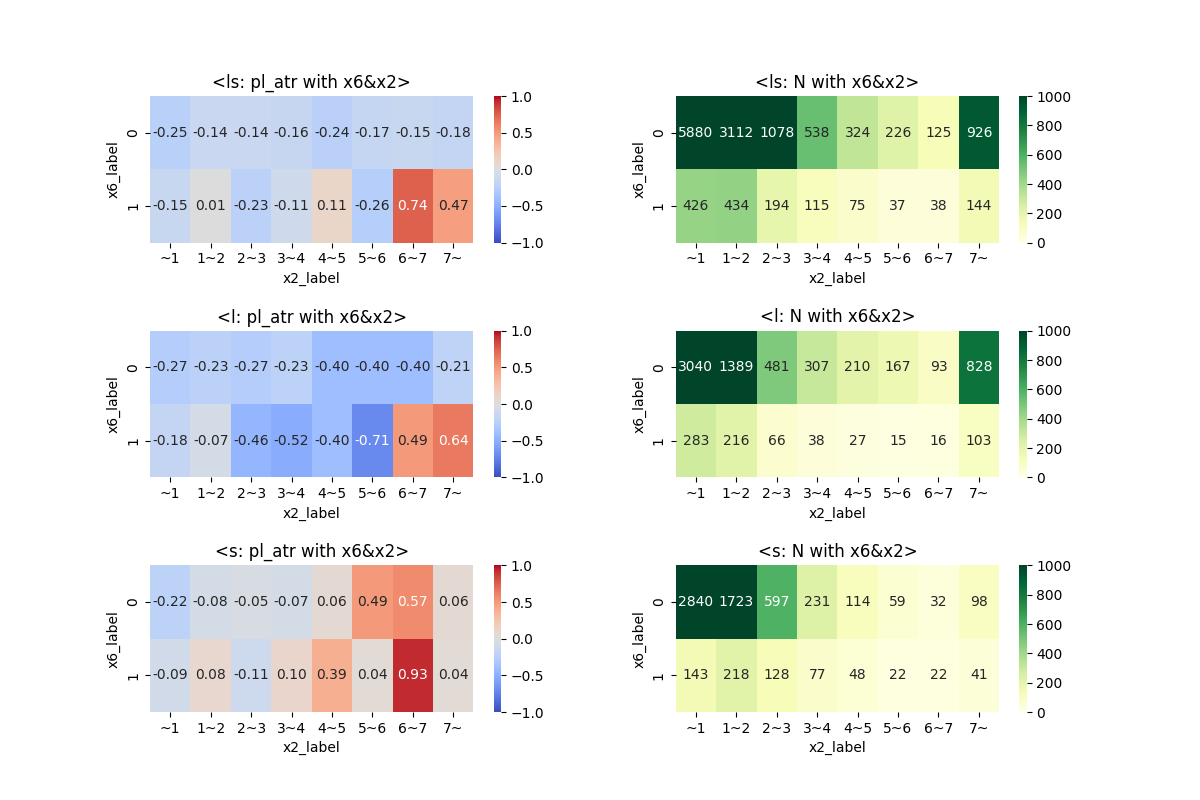 <ls: pl_atr with x6&x2>
x6_label
0 -0.25 -0.14 -0.14 -0.16 -0.24 -0.17 -0.15 -0.18
1 -0.15 0.01 -0.23 -0.11 0.11 -0.26 0.74 0.47
~1 1~2 2~3 3~4 4~5 5~6 6~7 7~
x2_label
1.0
0.5
0.0
−0.5
−1.0
<ls: N with x6&x2>
x6_label
0 5880 3112 1078 538 324 226 125 926
1 426 434 194 115 75 37 38 144
~1 1~2 2~3 3~4 4~5 5~6 6~7 7~
x2_label
1000
800
600
400
200
0
<l: pl_atr with x6&x2>
x6_label
0 -0.27 -0.23 -0.27 -0.23 -0.40 -0.40 -0.40 -0.21
1 -0.18 -0.07 -0.46 -0.52 -0.40 -0.71 0.49 0.64
~1 1~2 2~3 3~4 4~5 5~6 6~7 7~
x2_label
1.0
0.5
0.0
−0.5
−1.0
<l: N with x6&x2>
x6_label
0 3040 1389 481 307 210 167 93 828
1 283 216 66 38 27 15 16 103
~1 1~2 2~3 3~4 4~5 5~6 6~7 7~
x2_label
1000
800
600
400
200
0
<s: pl_atr with x6&x2>
x6_label
0 -0.22 -0.08 -0.05 -0.07 0.06 0.49 0.57 0.06
1 -0.09 0.08 -0.11 0.10 0.39 0.04 0.93 0.04
~1 1~2 2~3 3~4 4~5 5~6 6~7 7~
x2_label
1.0
0.5
0.0
−0.5
−1.0
<s: N with x6&x2>
x6_label
0 2840 1723 597 231 114 59 32 98
1 143 218 128 77 48 22 22 41
~1 1~2 2~3 3~4 4~5 5~6 6~7 7~
x2_label
1000
800
600
400
200
0